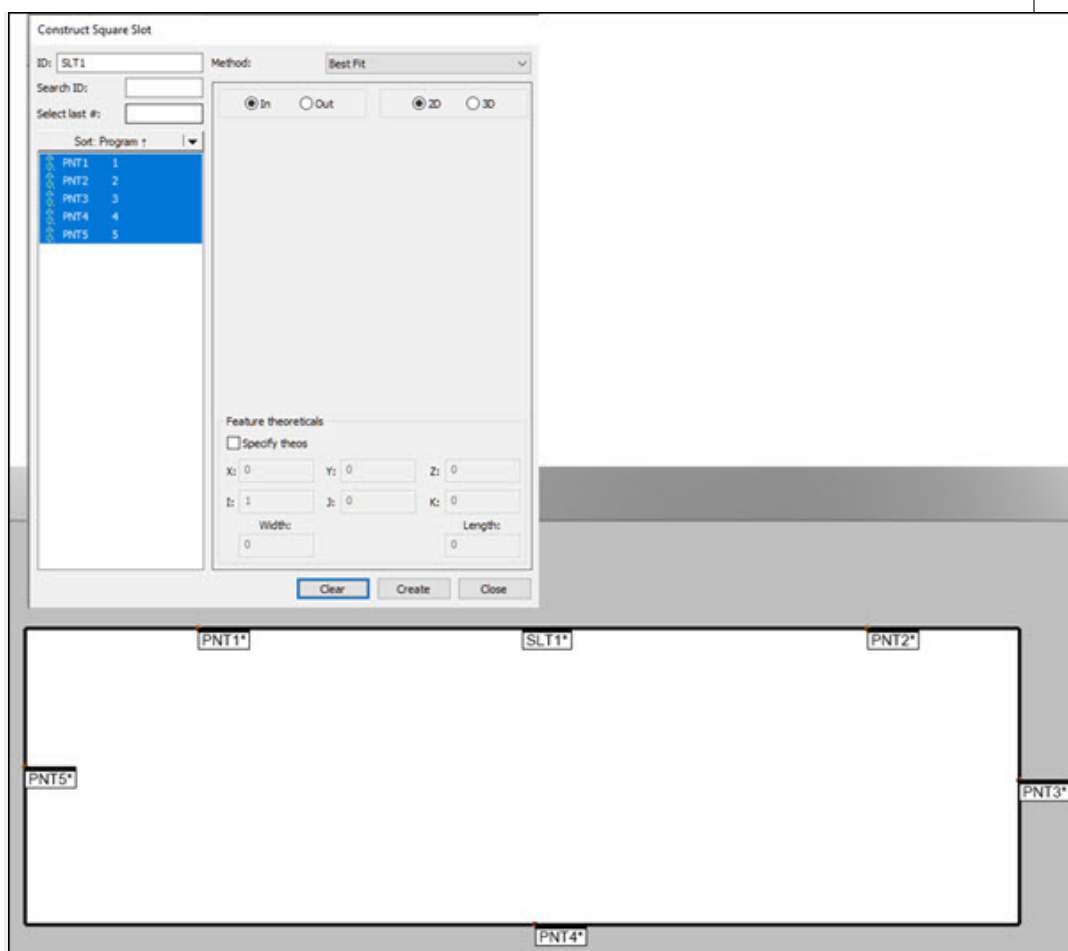 Construct Square Slot
ID: SLT1 Method: Best Fit
Search ID:
In Out 2D 3D
Select last #:
Sort: Program ↑
PNT1 1
PNT2 2
PNT3 3
PNT4 4
PNT5 5
Feature theoreticals
Specify theos
X: 0 Y: 0 Z: 0
I: 1 J: 0 K: 0
Width: Length:
0 0
Clear Create Close
PNT1* SLT1* PNT2*
PNT5* PNT3*
PNT4*